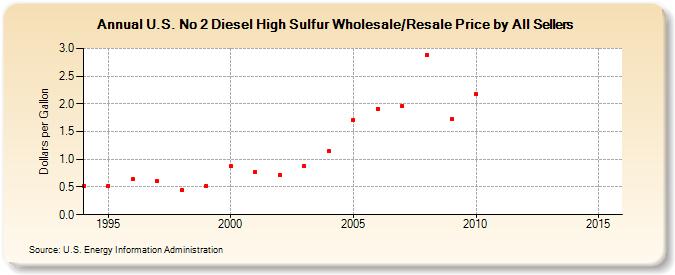 Annual U.S. No 2 Diesel High Sulfur Wholesale/Resale Price by All Sellers
Dollars per Gallon
3.0
2.5
2.0
1.5
1.0
0.5
0.0
1995 2000 2005 2010 2015
Source: U.S. Energy Information Administration